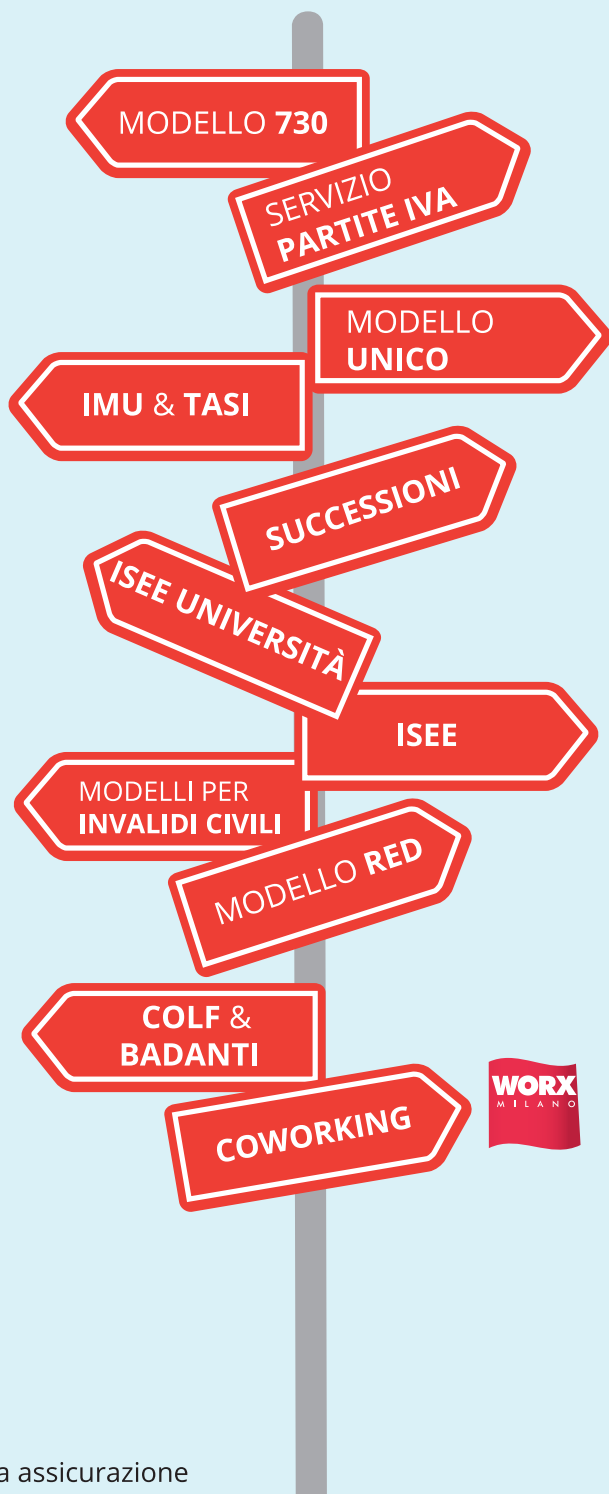 MODELLO 730
SERVIZIO
PARTITE IVA
MODELLO
UNICO
IMU & TASI
SUCCESSIONI
ISEE UNIVERSITÀ
ISEE
MODELLI PER
INVALIDI CIVILI
MODELLO RED
COLF &
BADANTI
WORX
MILANO
COWORKING
a assicurazione